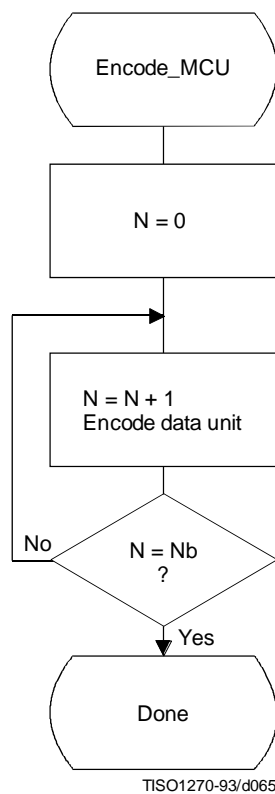 Encode_MCU
N = 0
N = N + 1
Encode data unit
No
N = Nb
?
Yes
Done
TISO1270-93/d065